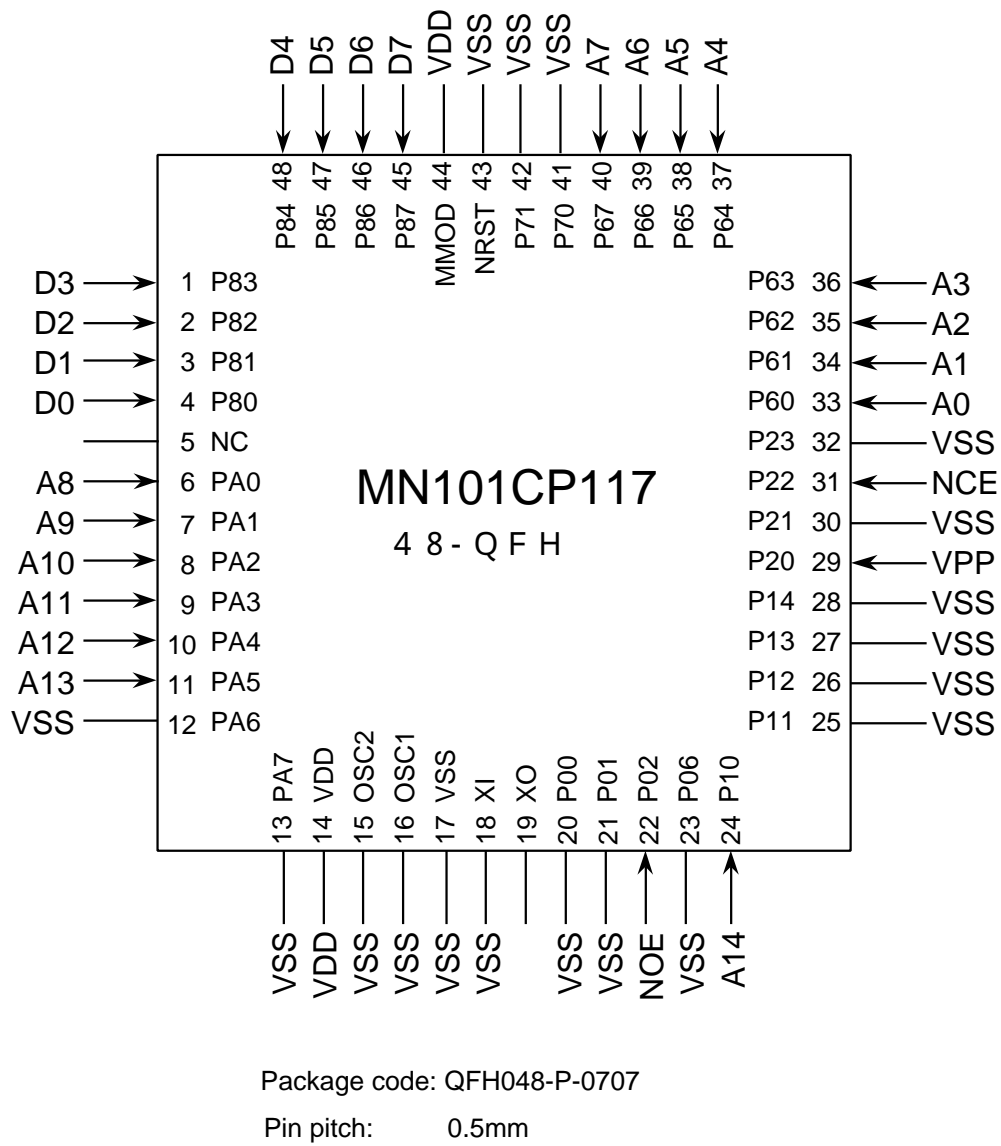 D4 D5 D6 D7 VDD VSS VSS VSS A7 A6 A5 A4
48 47 46 45 44 43 42 41 40 39 38 37
P84 P85 P86 P87 MMOD NRST P71 P70 P67 P66 P65 P64
D3 1 P83 P63 36 A3
D2 2 P82 P62 35 A2
D1 3 P81 P61 34 A1
D0 4 P80 P60 33 A0
5 NC P23 32 VSS
A8 6 PA0 MN101CP117 P22 31 NCE
A9 7 PA1 P21 30 VSS
48-QFH
A10 8 PA2 P20 29 VPP
A11 9 PA3 P14 28 VSS
A12 10 PA4 P13 27 VSS
A13 11 PA5 P12 26 VSS
VSS 12 PA6 P11 25 VSS
PA7 VDD OSC2 OSC1 VSS XI XO P00 P01 P02 P06 P10
13 14 15 16 17 18 19 20 21 22 23 24
VSS VDD VSS VSS VSS VSS VSS VSS NOE VSS A14
Package code: QFH048-P-0707
Pin pitch: 0.5mm